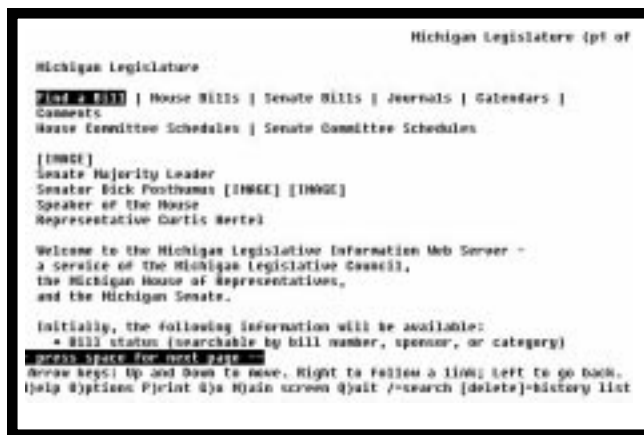 Michigan Legislature (p1 of
Michigan Legislature
Find a Bill | House Bills | Senate Bills | Journals | Calendars |
Comments
House Committee Schedules | Senate Committee Schedules
[IMAGE]
Senate Majority Leader
Senator Dick Posthumus [IMAGE] [IMAGE]
Speaker of the House
Representative Curtis Hertel
Welcome to the Michigan Legislative Information Web Server -
a service of the Michigan Legislative Council,
the Michigan House of Representatives,
and the Michigan Senate.
Initially, the following information will be available:
* Bill status (searchable by bill number, sponsor, or category)
press space for next page --
Arrow keys: Up and Down to move. Right to follow a link; Left to go back.
H)elp O)ptions P)rint G)o M)ain screen Q)uit /=search [delete]=history list